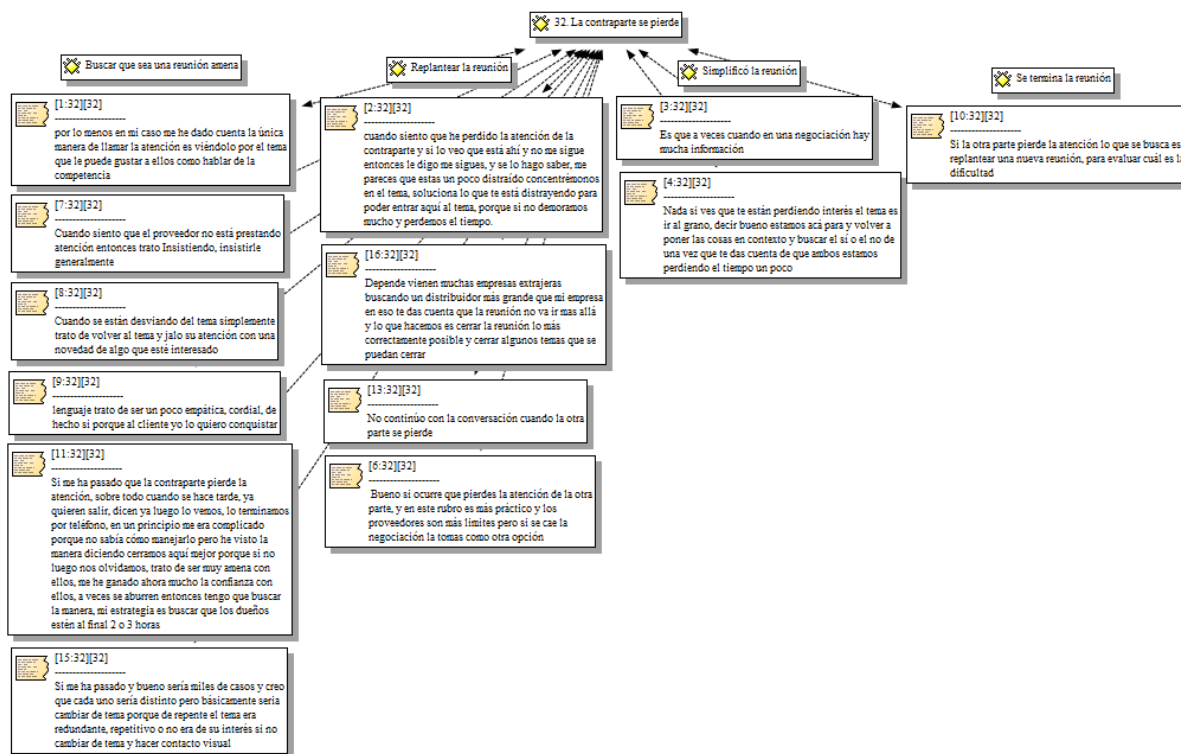 32. La contraparte se pierde
Buscar que sea una reunión amena
[1:32][32]
--------------------
por lo menos en mi caso me he dado cuenta la única
manera de llamar la atención es viéndolo por el tema
que le puede gustar a ellos como hablar de la
competencia
[7:32][32]
--------------------
Cuando siento que el proveedor no está prestando
atención entonces trato Insistiendo, insistirle
generalmente
[8:32][32]
--------------------
Cuando se están desviando del tema simplemente
trato de volver al tema y jalo su atención con una
novedad de algo que esté interesado
[9:32][32]
--------------------
lenguaje trato de ser un poco empática, cordial, de
hecho si porque al cliente yo lo quiero conquistar
[11:32][32]
--------------------
Si me ha pasado que la contraparte pierde la
atención, sobre todo cuando se hace tarde, ya
quieren salir, dicen ya luego lo vemos, lo terminamos
por teléfono, en un principio me era complicado
porque no sabía cómo manejarlo pero he visto la
manera diciendo cerramos aquí mejor porque si no
luego nos olvidamos, trato de ser muy amena con
ellos, me he ganado ahora mucho la confianza con
ellos, a veces se aburren entonces tengo que buscar
la manera, mi estrategia es buscar que los dueños
estén al final 2 o 3 horas
[15:32][32]
--------------------
Si me ha pasado y bueno sería miles de casos y creo
que cada uno sería distinto pero básicamente seria
cambiar de tema porque de repente el tema era
redundante, repetitivo o no era de su interés si no
cambiar de tema y hacer contacto visual
Replantear la reunión
[2:32][32]
--------------------
cuando siento que he perdido la atención de la
contraparte y si lo veo que está ahí y no me sigue
entonces le digo me sigues, y se lo hago saber, me
pareces que estas un poco distraído concentrémonos
en el tema, soluciona lo que te está distrayendo para
poder entrar aquí al tema, porque si no demoramos
mucho y perdemos el tiempo.
[16:32][32]
--------------------
Depende vienen muchas empresas extrajeras
buscando un distribuidor más grande que mi empresa
en eso te das cuenta que la reunión no va ir mas allá
y lo que hacemos es cerrar la reunión lo más
correctamente posible y cerrar algunos temas que se
puedan cerrar
[13:32][32]
--------------------
No continúo con la conversación cuando la otra
parte se pierde
[6:32][32]
--------------------
Bueno si ocurre que pierdes la atención de la otra
parte, y en este rubro es más práctico y los
proveedores son más límites pero si se cae la
negociación la tomas como otra opción
Simplificó la reunión
[3:32][32]
--------------------
Es que a veces cuando en una negociación hay
mucha información
[4:32][32]
--------------------
Nada si ves que te están perdiendo interés el tema es
ir al grano, decir bueno estamos acá para y volver a
poner las cosas en contexto y buscar el sí o el no de
una vez que te das cuenta de que ambos estamos
perdiendo el tiempo un poco
Se termina la reunión
[10:32][32]
--------------------
Si la otra parte pierde la atención lo que se busca es
replantear una nueva reunión, para evaluar cuál es la
dificultad